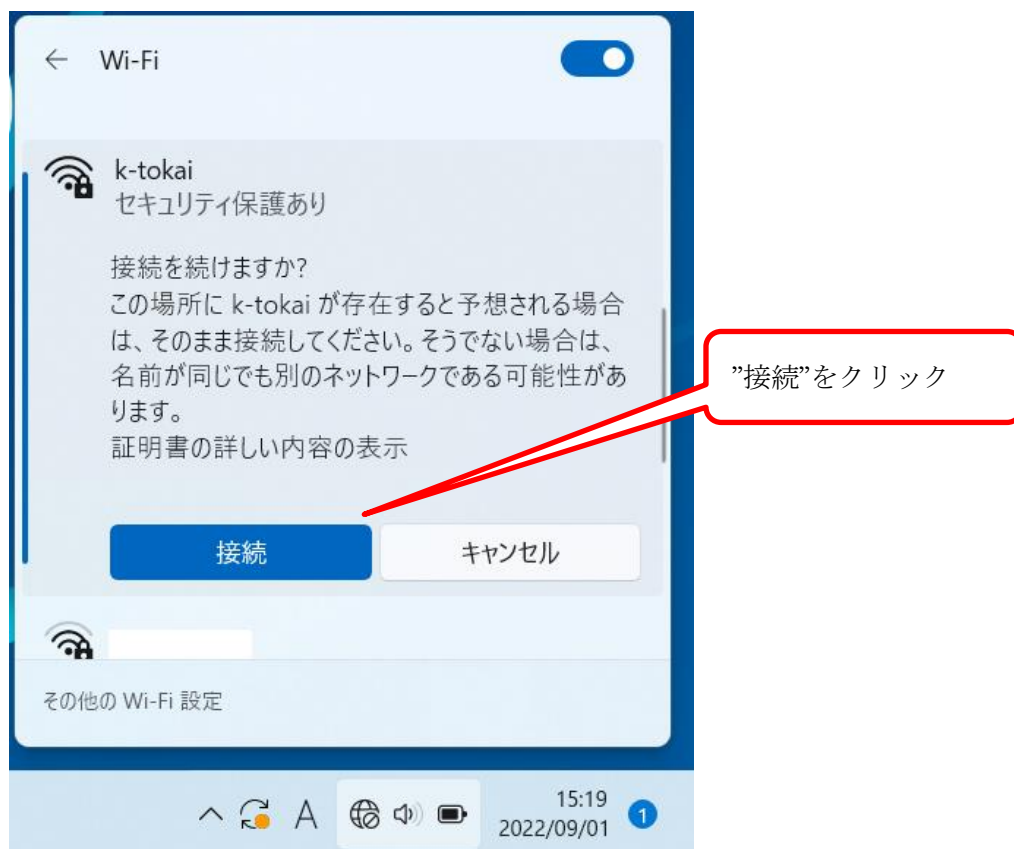 ← Wi-Fi
k-tokai
セキュリティ保護あり
接続を続けますか?
この場所に k-tokai が存在すると予想される場合
は、そのまま接続してください。そうでない場合は、
名前が同じでも別のネットワークである可能性があ
ります。
証明書の詳しい内容の表示
”接続”をクリック
接続 キャンセル
その他の Wi-Fi 設定
A 15:19
2022/09/01 1